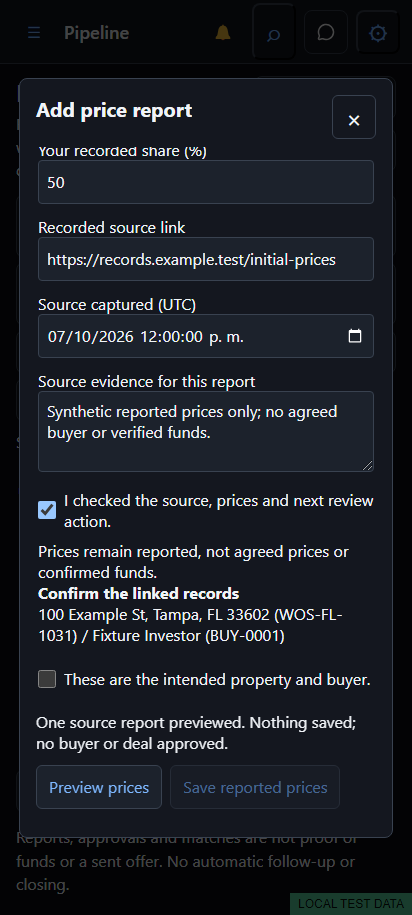 Pipeline
Add price report
Your recorded share (%)
50
Recorded source link
https://records.example.test/initial-prices
Source captured (UTC)
07/10/2026 12:00:00 p. m.
Source evidence for this report
Synthetic reported prices only; no agreed
buyer or verified funds.
I checked the source, prices and next review
action.
Prices remain reported, not agreed prices or
confirmed funds.
Confirm the linked records
100 Example St, Tampa, FL 33602 (WOS-FL-
1031) / Fixture Investor (BUY-0001)
These are the intended property and buyer.
One source report previewed. Nothing saved;
no buyer or deal approved.
Preview prices
Save reported prices
Reports, approvals and matches are not proof of
funds or a sent offer. No automatic follow-up or
closing.
LOCAL TEST DATA